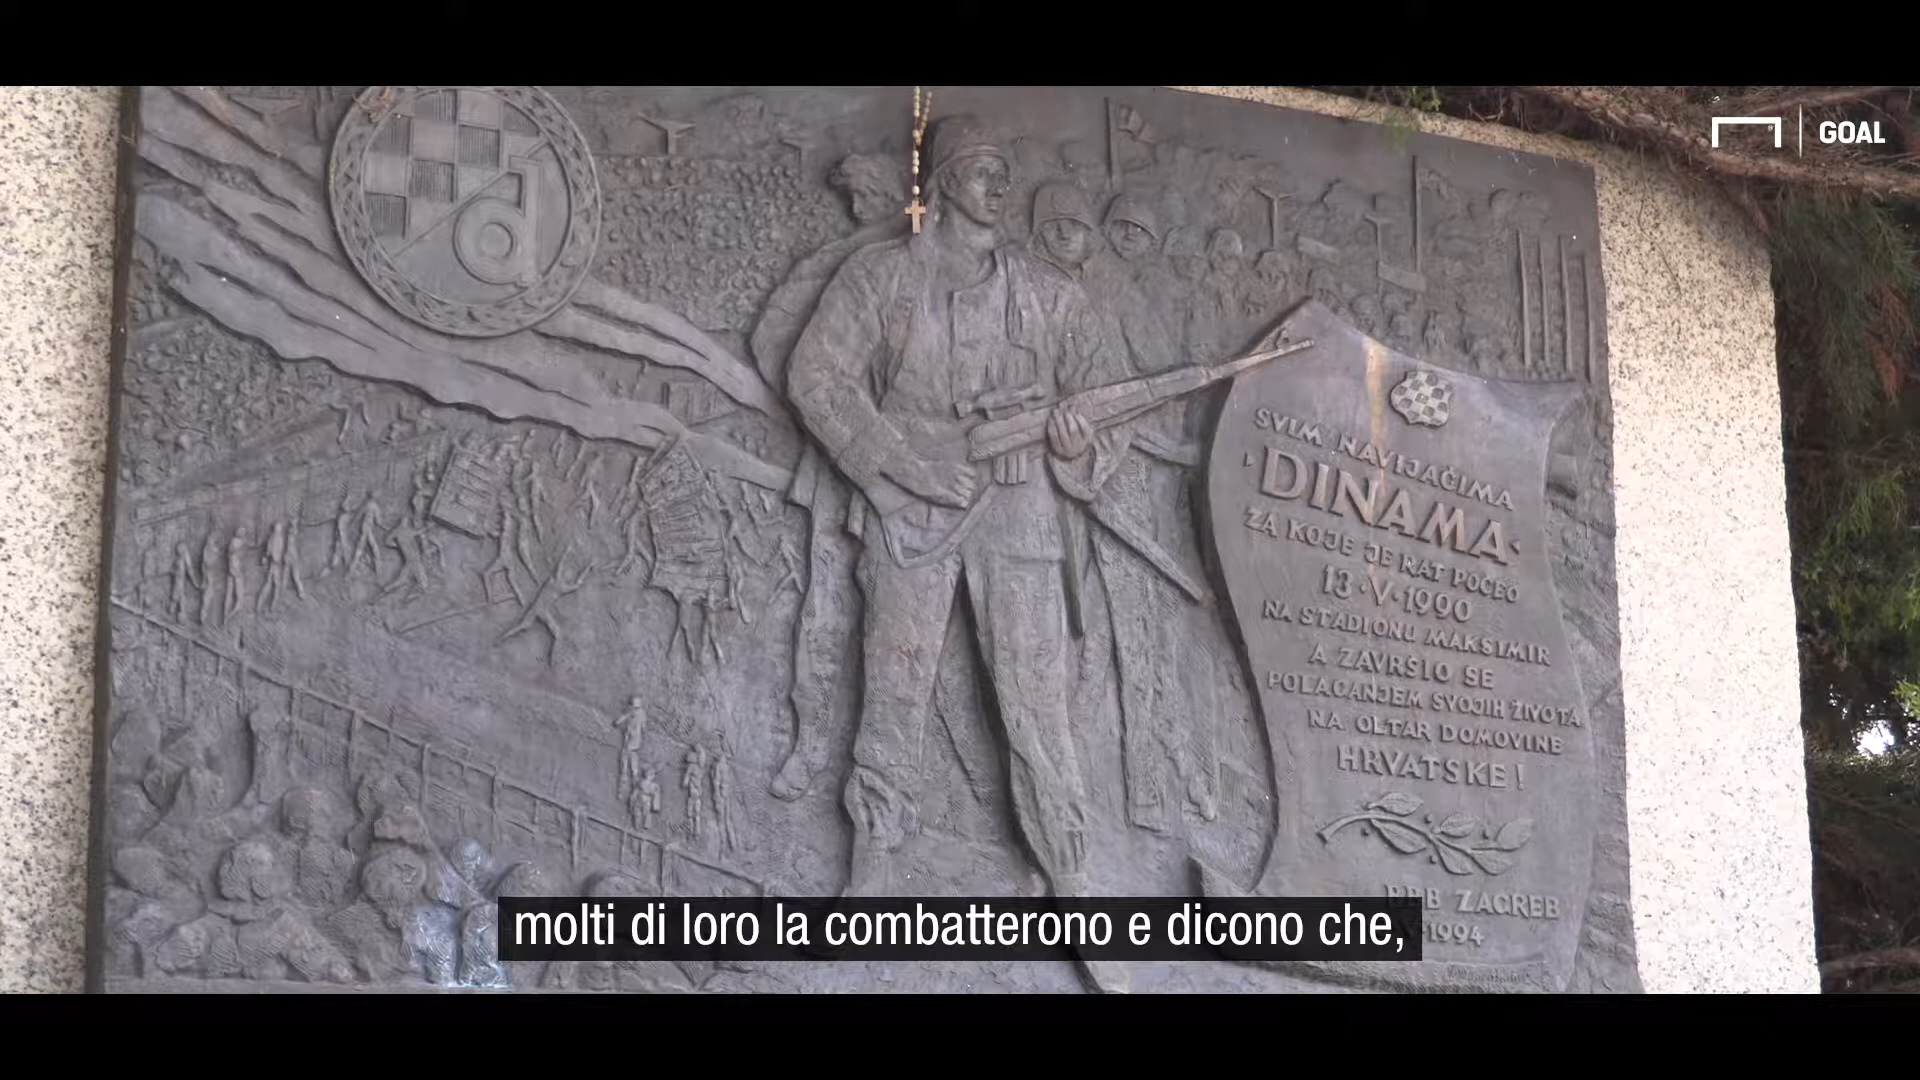 GOAL
SVIM NAVIJAČIMA
DINAMA
ZA KOJE JE RAT POČEO
13·V·1990
NA STADIONU MAKSIMIR
A ZAVRŠIO SE
POLAGANJEM SVOJIH ŽIVOTA
NA OLTAR DOMOVINE
HRVATSKE!
BBB ZAGREB
1994
molti di loro la combatterono e dicono che,